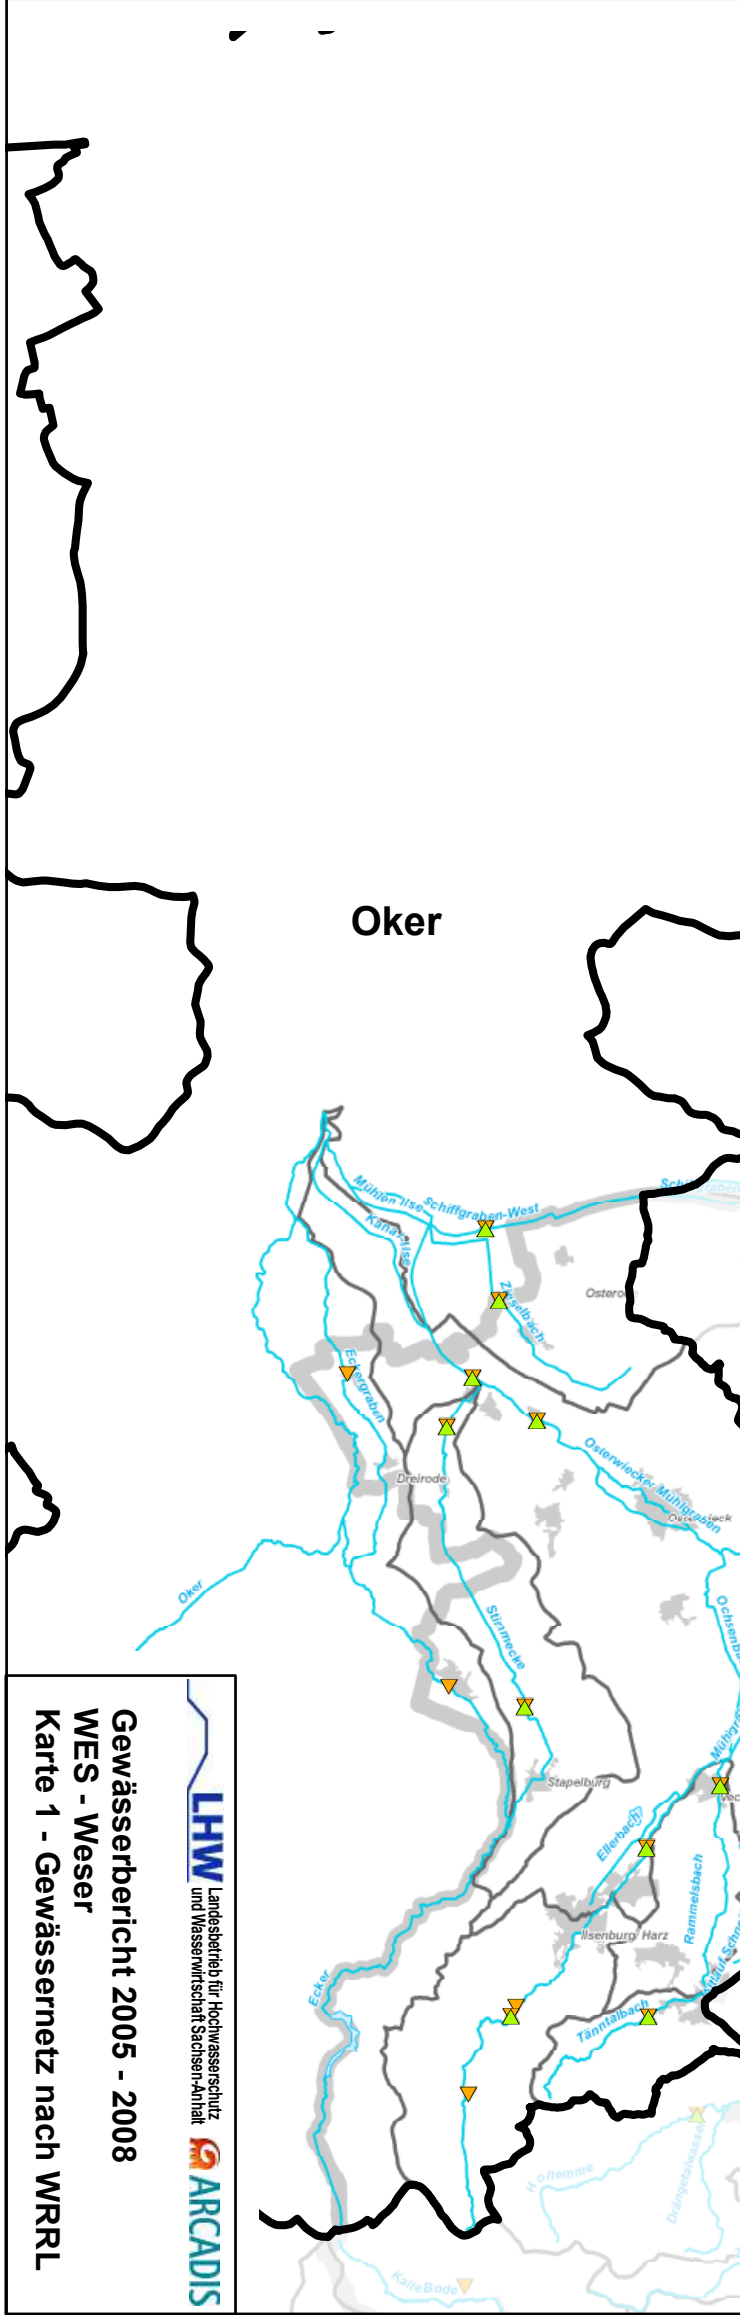 Oker
Mühlen Ilse
Schiffgraben-West
Kanal-Ilse
Zieselbach
Eckergraben
Dreirode
Osterwiecker Mühlgraben
Oker
Stimmecke
Stapelburg
Ellerbach
Rammelsbach
Ilsenburg/ Harz
Ecker
Tänntalbach
Holtemme
Drängetalwasser
Kalte Bode
LHW
Landesbetrieb für Hochwasserschutz
und Wasserwirtschaft Sachsen-Anhalt
ARCADIS
Gewässerbericht 2005 - 2008
WES - Weser
Karte 1 - Gewässernetz nach WRRL